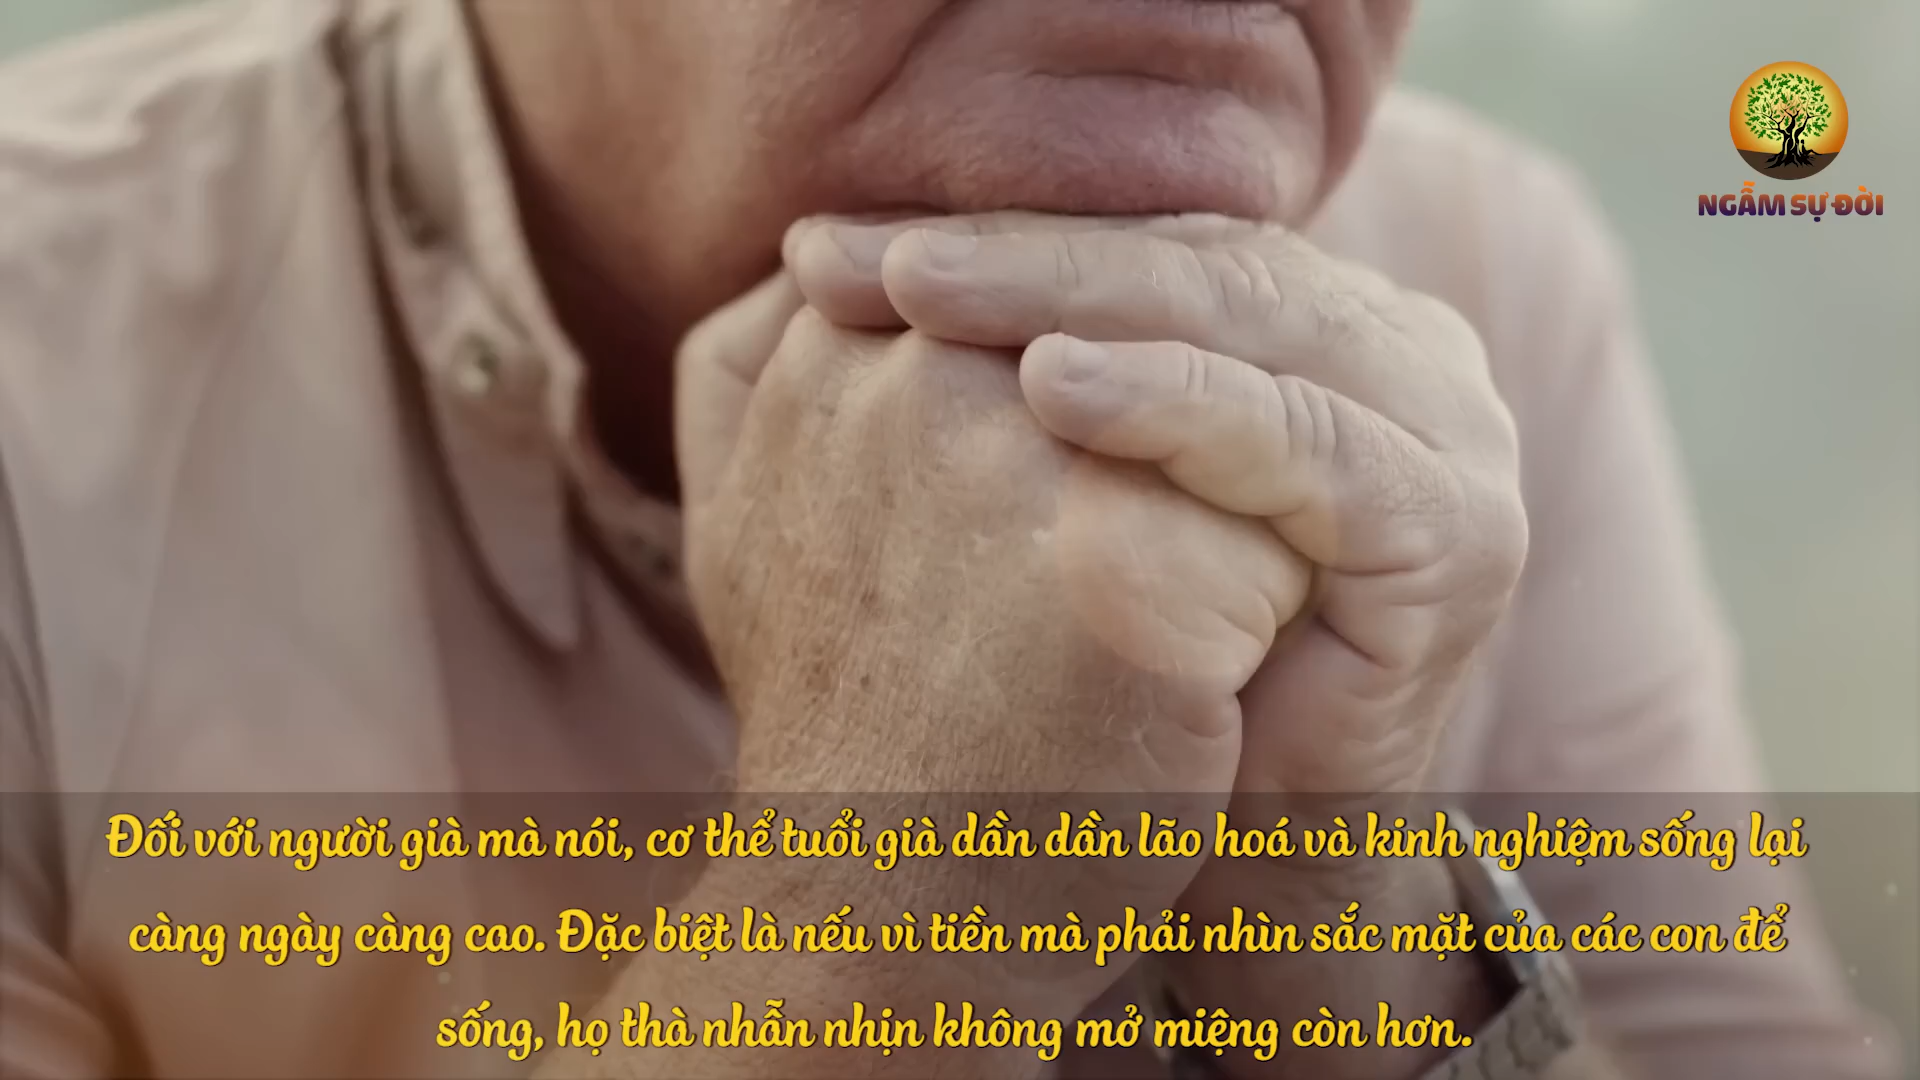 NGẪM SỰ ĐỜI
Đối với người già mà nói, cơ thể tuổi già dần dần lão hoá và kinh nghiệm sống lại
càng ngày càng cao. Đặc biệt là nếu vì tiền mà phải nhìn sắc mặt của các con để
sống, họ thà nhẫn nhịn không mở miệng còn hơn.